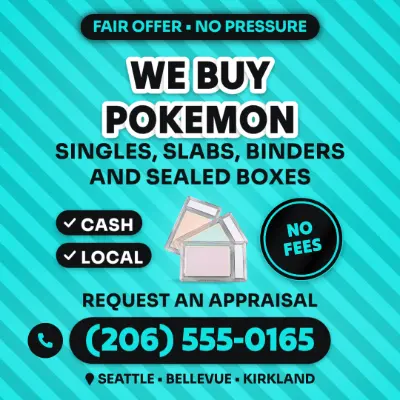 FAIR OFFER • NO PRESSURE
WE BUY
POKEMON
SINGLES, SLABS, BINDERS
AND SEALED BOXES
CASH
LOCAL
NO
FEES
REQUEST AN APPRAISAL
(206) 555-0165
SEATTLE • BELLEVUE • KIRKLAND